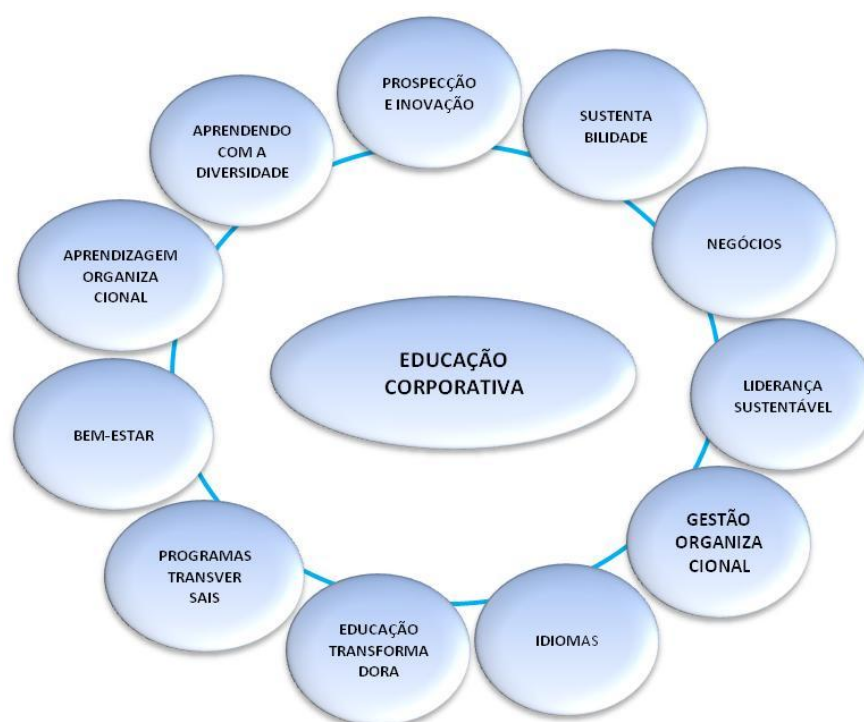 PROSPECÇÃO
E INOVAÇÃO
SUSTENTA
BILIDADE
NEGÓCIOS
LIDERANÇA
SUSTENTÁVEL
GESTÃO
ORGANIZA
CIONAL
IDIOMAS
EDUCAÇÃO
TRANSFORMA
DORA
PROGRAMAS
TRANSVER
SAIS
BEM-ESTAR
APRENDIZAGEM
ORGANIZA
CIONAL
APRENDENDO
COM A
DIVERSIDADE
EDUCAÇÃO
CORPORATIVA